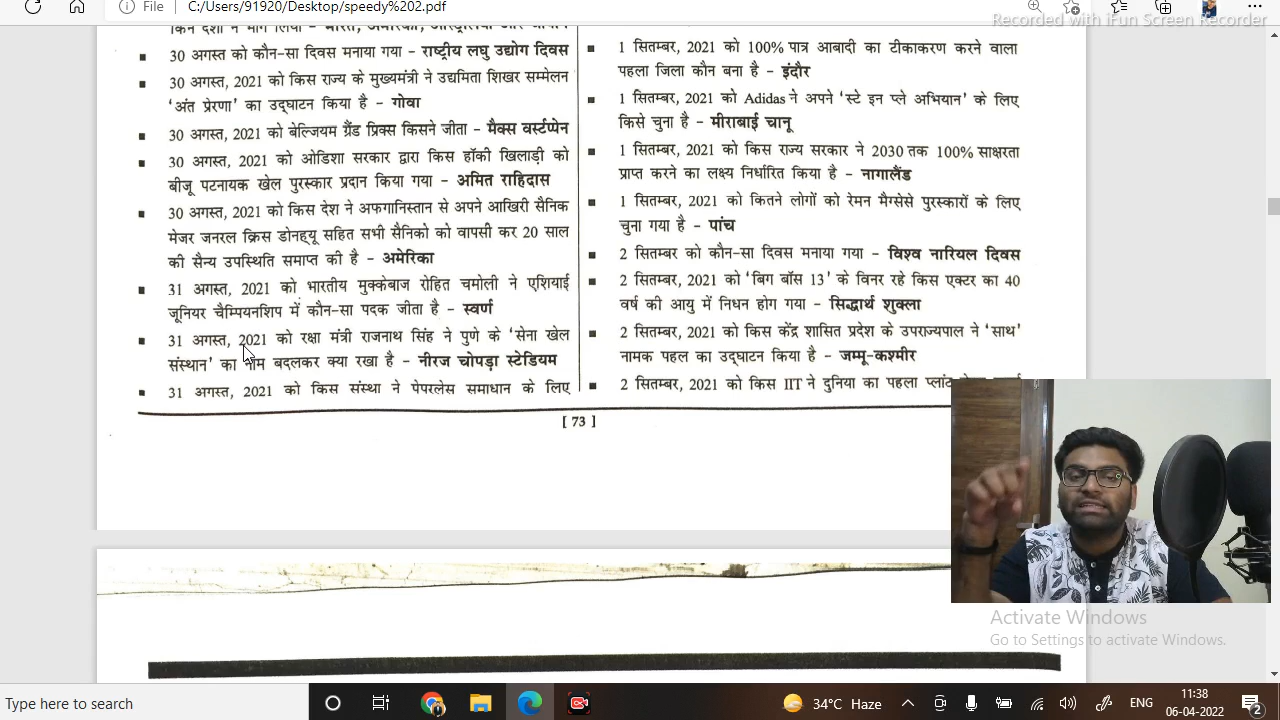 File
C:/Users/91920/Desktop/speedy%202.pdf
Recorded with iFun Screen Recorder
30 अगस्त को कौन-सा दिवस मनाया गया - राष्ट्रीय लघु उद्योग दिवस
30 अगस्त, 2021 को किस राज्य के मुख्यमंत्री ने उद्यमिता शिखर सम्मेलन
'अंत प्रेरणा' का उद्घाटन किया है - गोवा
30 अगस्त, 2021 को बेल्जियम ग्रैंड प्रिक्स किसने जीता - मैक्स वर्स्टप्पेन
30 अगस्त, 2021 को ओडिशा सरकार द्वारा किस हॉकी खिलाड़ी को
बीजू पटनायक खेल पुरस्कार प्रदान किया गया - अमित राहिदास
30 अगस्त, 2021 को किस देश ने अफगानिस्तान से अपने आखिरी सैनिक
मेजर जनरल क्रिस डोनह्यू सहित सभी सैनिको को वापसी कर 20 साल
की सैन्य उपस्थिति समाप्त की है - अमेरिका
31 अगस्त, 2021 को भारतीय मुक्केबाज रोहित चमोली ने एशियाई
जूनियर चैम्पियनशिप में कौन-सा पदक जीता है - स्वर्ण
31 अगस्त, 2021 को रक्षा मंत्री राजनाथ सिंह ने पुणे के 'सेना खेल
संस्थान' का नाम बदलकर क्या रखा है - नीरज चोपड़ा स्टेडियम
31 अगस्त, 2021 को किस संस्था ने पेपरलेस समाधान के लिए
1 सितम्बर, 2021 को 100% पात्र आबादी का टीकाकरण करने वाला
पहला जिला कौन बना है - इंदौर
1 सितम्बर, 2021 को Adidas ने अपने 'स्टे इन प्ले अभियान' के लिए
किसे चुना है - मीराबाई चानू
1 सितम्बर, 2021 को किस राज्य सरकार ने 2030 तक 100% साक्षरता
प्राप्त करने का लक्ष्य निर्धारित किया है - नागालैंड
1 सितम्बर, 2021 को कितने लोगों को रेमन मैग्सेसे पुरस्कारों के लिए
चुना गया है - पांच
2 सितम्बर को कौन-सा दिवस मनाया गया - विश्व नारियल दिवस
2 सितम्बर, 2021 को 'बिग बॉस 13' के विनर रहे किस एक्टर का 40
वर्ष की आयु में निधन होग गया - सिद्धार्थ शुक्ला
2 सितम्बर, 2021 को किस केंद्र शासित प्रदेश के उपराज्यपाल ने 'साथ'
नामक पहल का उद्घाटन किया है - जम्मू-कश्मीर
2 सितम्बर, 2021 को किस IIT ने दुनिया का पहला प्लांट
[ 73 ]
Activate Windows
Go to Settings to activate Windows.
Type here to search
34°C Haze
ENG
11:38
06-04-2022
2